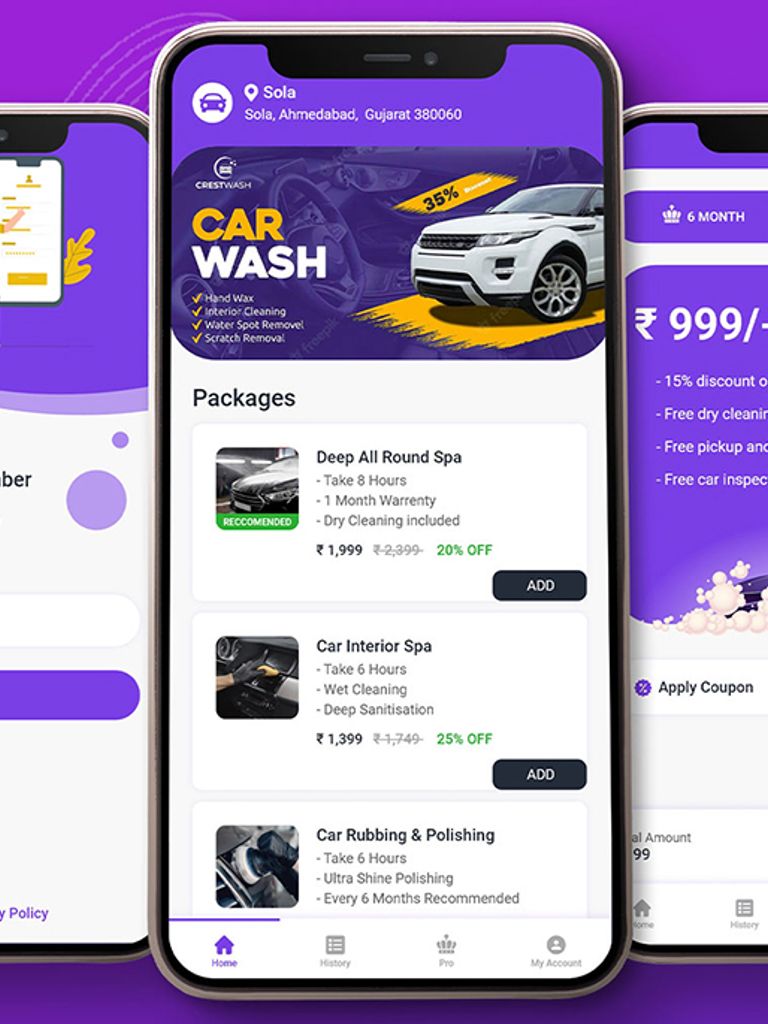 Sola
Sola, Ahmedabad, Gujarat 380060
CRESTWASH
35%
CAR
WASH
Hand Wax
Interior Cleaning
Water Spot Removel
Scratch Removal
Packages
Deep All Round Spa
- Take 8 Hours
- 1 Month Warrenty
- Dry Cleaning included
RECCOMENDED
₹ 1,999 ₹ 2,399 20% OFF
ADD
Car Interior Spa
- Take 6 Hours
- Wet Cleaning
- Deep Sanitisation
₹ 1,399 ₹ 1,749 25% OFF
ADD
Car Rubbing & Polishing
- Take 6 Hours
- Ultra Shine Polishing
- Every 6 Months Recommended
Home History Pro My Account
ber
y Policy
6 MONTH
₹ 999/-
- 15% discount o
- Free dry cleanin
- Free pickup and
- Free car inspec
Apply Coupon
al Amount
99
Home History